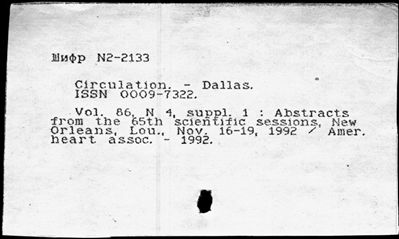 Шифр N2-2133
Circulation. - Dallas.
ISSN 0009-7322.
Vol. 86, N 4, suppl. 1 : Abstracts
from the 65th scientific sessions, New
Orleans, Lou., Nov. 16-19, 1992 / Amer.
heart assoc. - 1992.